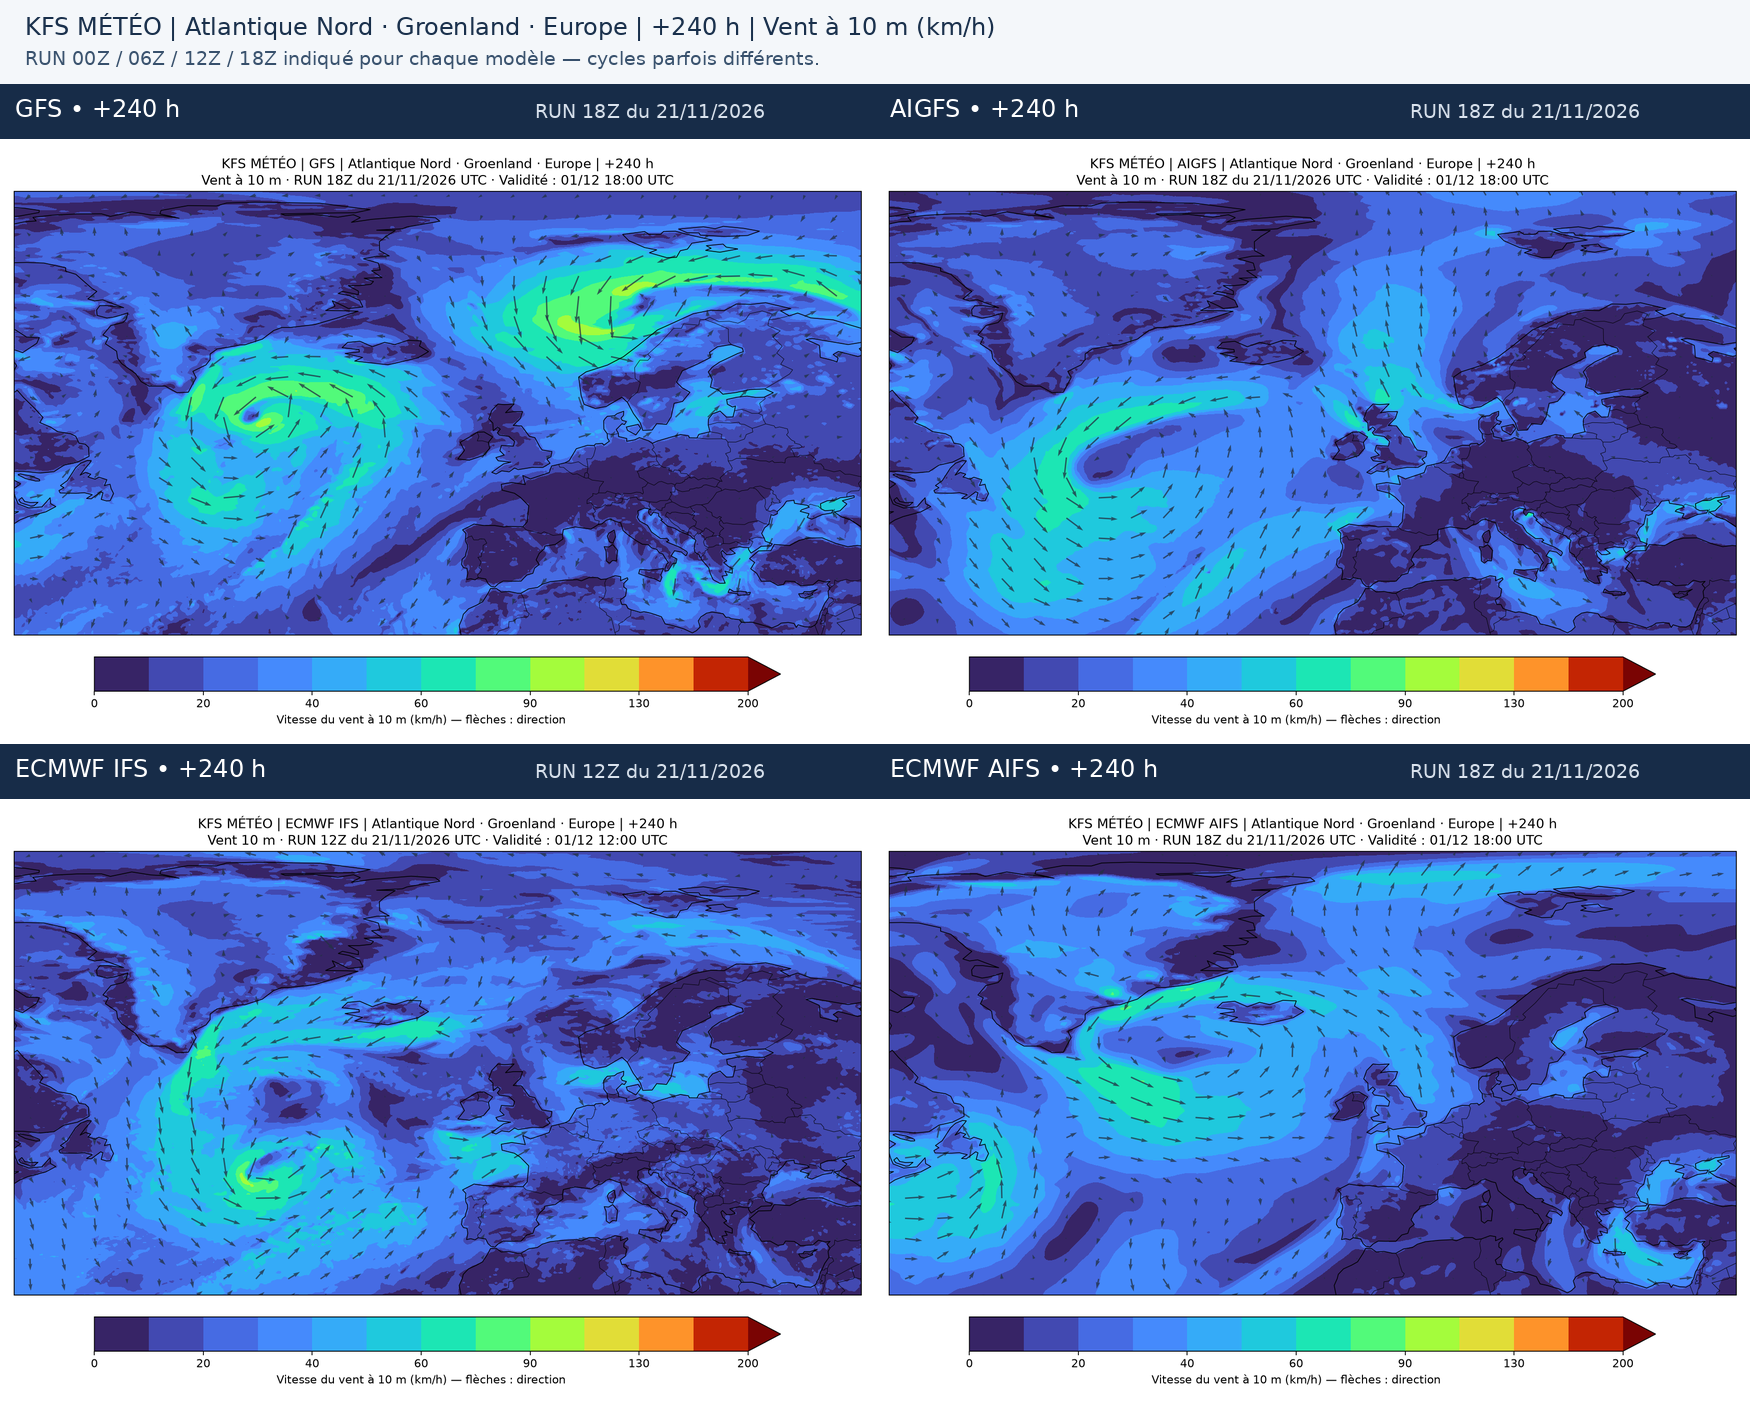 KFS MÉTÉO | Atlantique Nord · Groenland · Europe | +240 h | Vent à 10 m (km/h)
RUN 00Z / 06Z / 12Z / 18Z indiqué pour chaque modèle — cycles parfois différents.
GFS • +240 h
RUN 18Z du 21/11/2026
AIGFS • +240 h
RUN 18Z du 21/11/2026
KFS MÉTÉO | GFS | Atlantique Nord · Groenland · Europe | +240 h
Vent à 10 m · RUN 18Z du 21/11/2026 UTC · Validité : 01/12 18:00 UTC
KFS MÉTÉO | AIGFS | Atlantique Nord · Groenland · Europe | +240 h
Vent à 10 m · RUN 18Z du 21/11/2026 UTC · Validité : 01/12 18:00 UTC
0 20 40 60 90 130 200
Vitesse du vent à 10 m (km/h) — flèches : direction
0 20 40 60 90 130 200
Vitesse du vent à 10 m (km/h) — flèches : direction
ECMWF IFS • +240 h
RUN 12Z du 21/11/2026
ECMWF AIFS • +240 h
RUN 18Z du 21/11/2026
KFS MÉTÉO | ECMWF IFS | Atlantique Nord · Groenland · Europe | +240 h
Vent 10 m · RUN 12Z du 21/11/2026 UTC · Validité : 01/12 12:00 UTC
KFS MÉTÉO | ECMWF AIFS | Atlantique Nord · Groenland · Europe | +240 h
Vent 10 m · RUN 18Z du 21/11/2026 UTC · Validité : 01/12 18:00 UTC
0 20 40 60 90 130 200
Vitesse du vent à 10 m (km/h) — flèches : direction
0 20 40 60 90 130 200
Vitesse du vent à 10 m (km/h) — flèches : direction